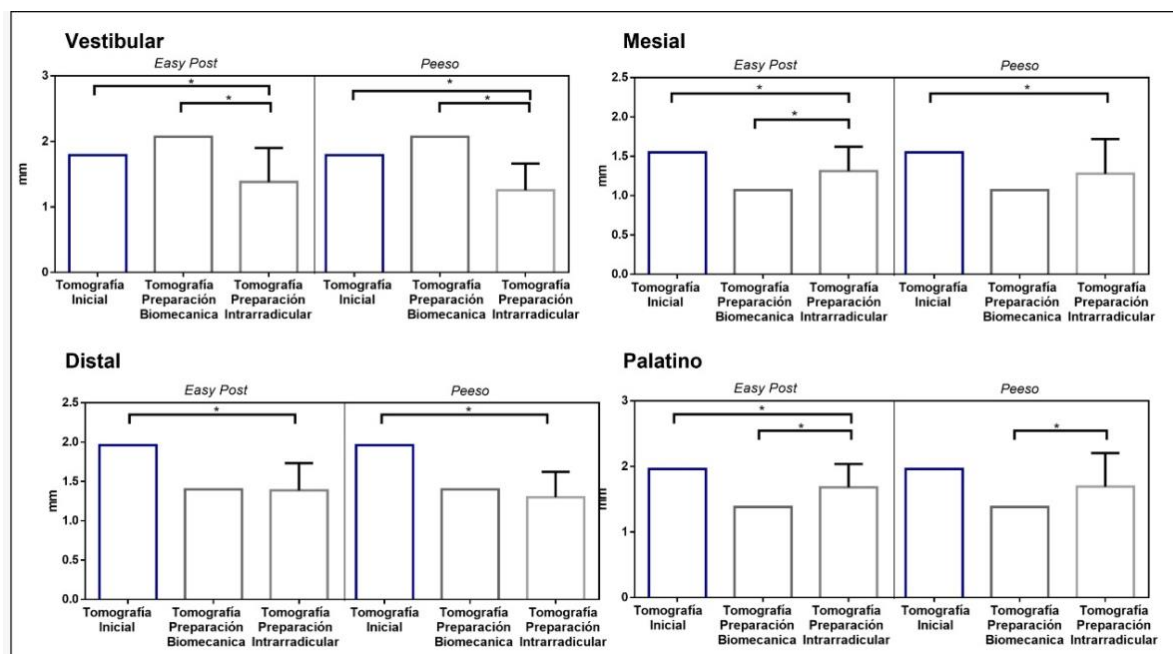 Vestibular
Easy Post
Peeso
*
*
*
*
3
2
1
0
mm
Tomografía Inicial
Tomografía Preparación Biomecanica
Tomografía Preparación Intrarradicular
Tomografía Inicial
Tomografía Preparación Biomecanica
Tomografía Preparación Intrarradicular
Mesial
Easy Post
Peeso
*
*
*
2.5
2.0
1.5
1.0
0.5
0.0
mm
Tomografía Inicial
Tomografía Preparación Biomecanica
Tomografía Preparación Intrarradicular
Tomografía Inicial
Tomografía Preparación Biomecanica
Tomografía Preparación Intrarradicular
Distal
Easy Post
Peeso
*
*
2.5
2.0
1.5
1.0
0.5
0.0
mm
Tomografía Inicial
Tomografía Preparación Biomecanica
Tomografía Preparación Intrarradicular
Tomografía Inicial
Tomografía Preparación Biomecanica
Tomografía Preparación Intrarradicular
Palatino
Easy Post
Peeso
*
*
*
3
2
1
0
mm
Tomografía Inicial
Tomografía Preparación Biomecanica
Tomografía Preparación Intrarradicular
Tomografía Inicial
Tomografía Preparación Biomecanica
Tomografía Preparación Intrarradicular